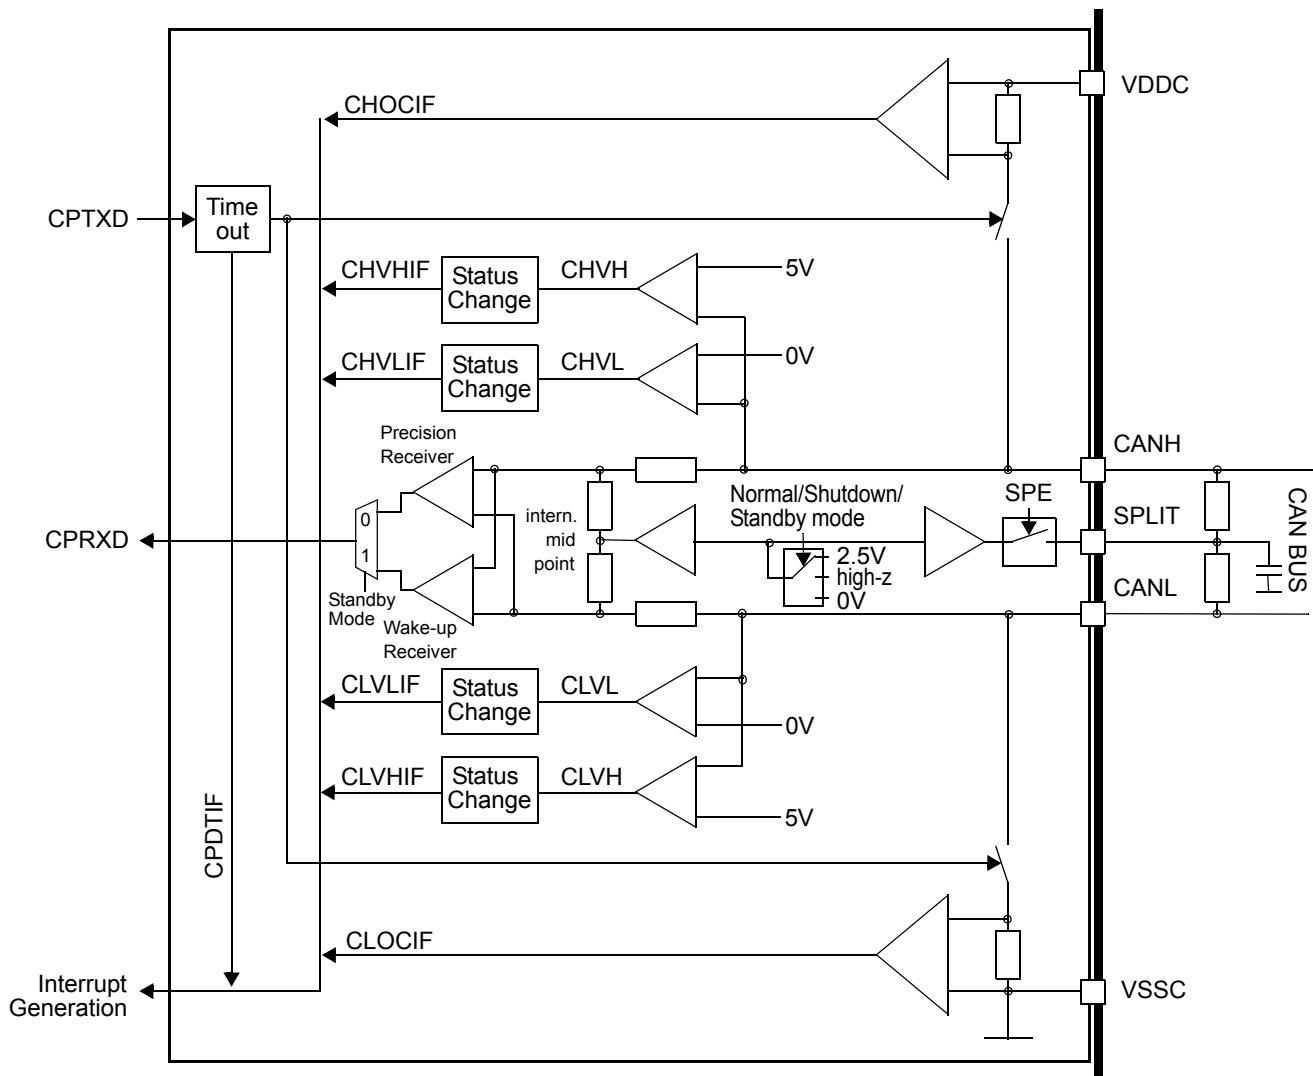 VDDC
CHOCIF
CPTXD
Time
out
CHVHIF
Status
Change
CHVH
5V
CHVLIF
Status
Change
CHVL
0V
Precision
Receiver
CANH
Normal/Shutdown/
Standby mode
SPE
intern.
mid
point
SPLIT
CPRXD
0
1
2.5V
high-z
0V
CANL
CAN BUS
Standby
Mode
Wake-up
Receiver
CLVLIF
Status
Change
CLVL
0V
CLVHIF
Status
Change
CLVH
5V
CPDTIF
CLOCIF
Interrupt
Generation
VSSC